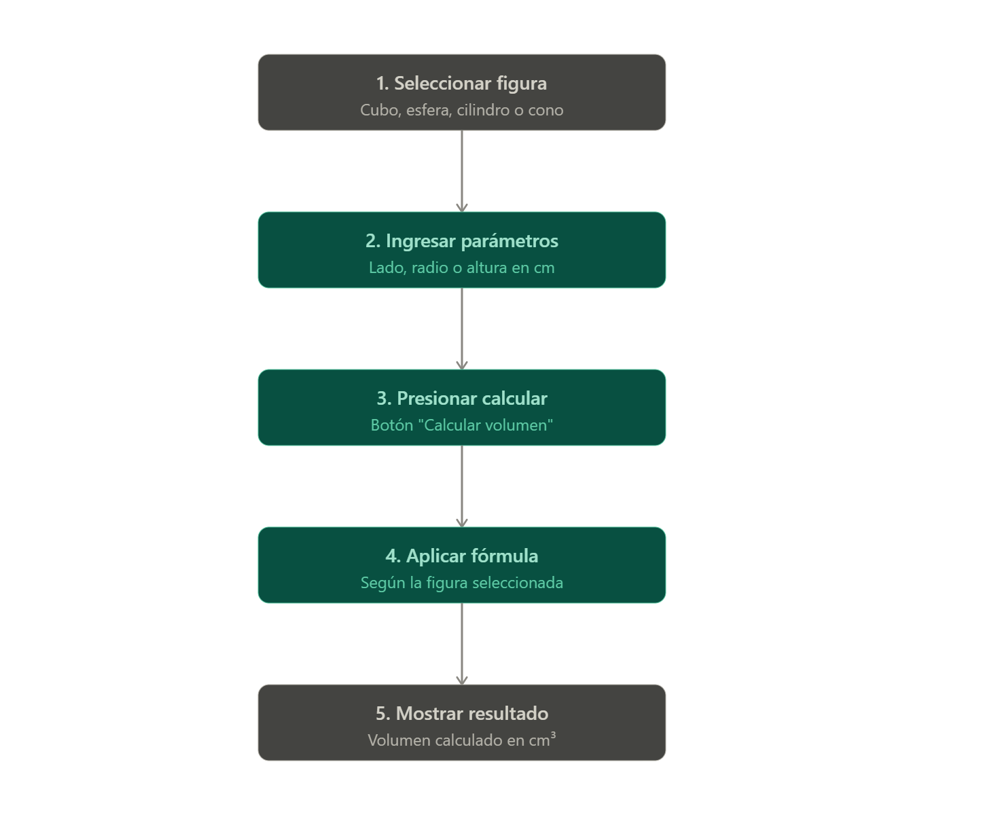 1. Seleccionar figura
Cubo, esfera, cilindro o cono
2. Ingresar parámetros
Lado, radio o altura en cm
3. Presionar calcular
Botón "Calcular volumen"
4. Aplicar fórmula
Según la figura seleccionada
5. Mostrar resultado
Volumen calculado en cm³